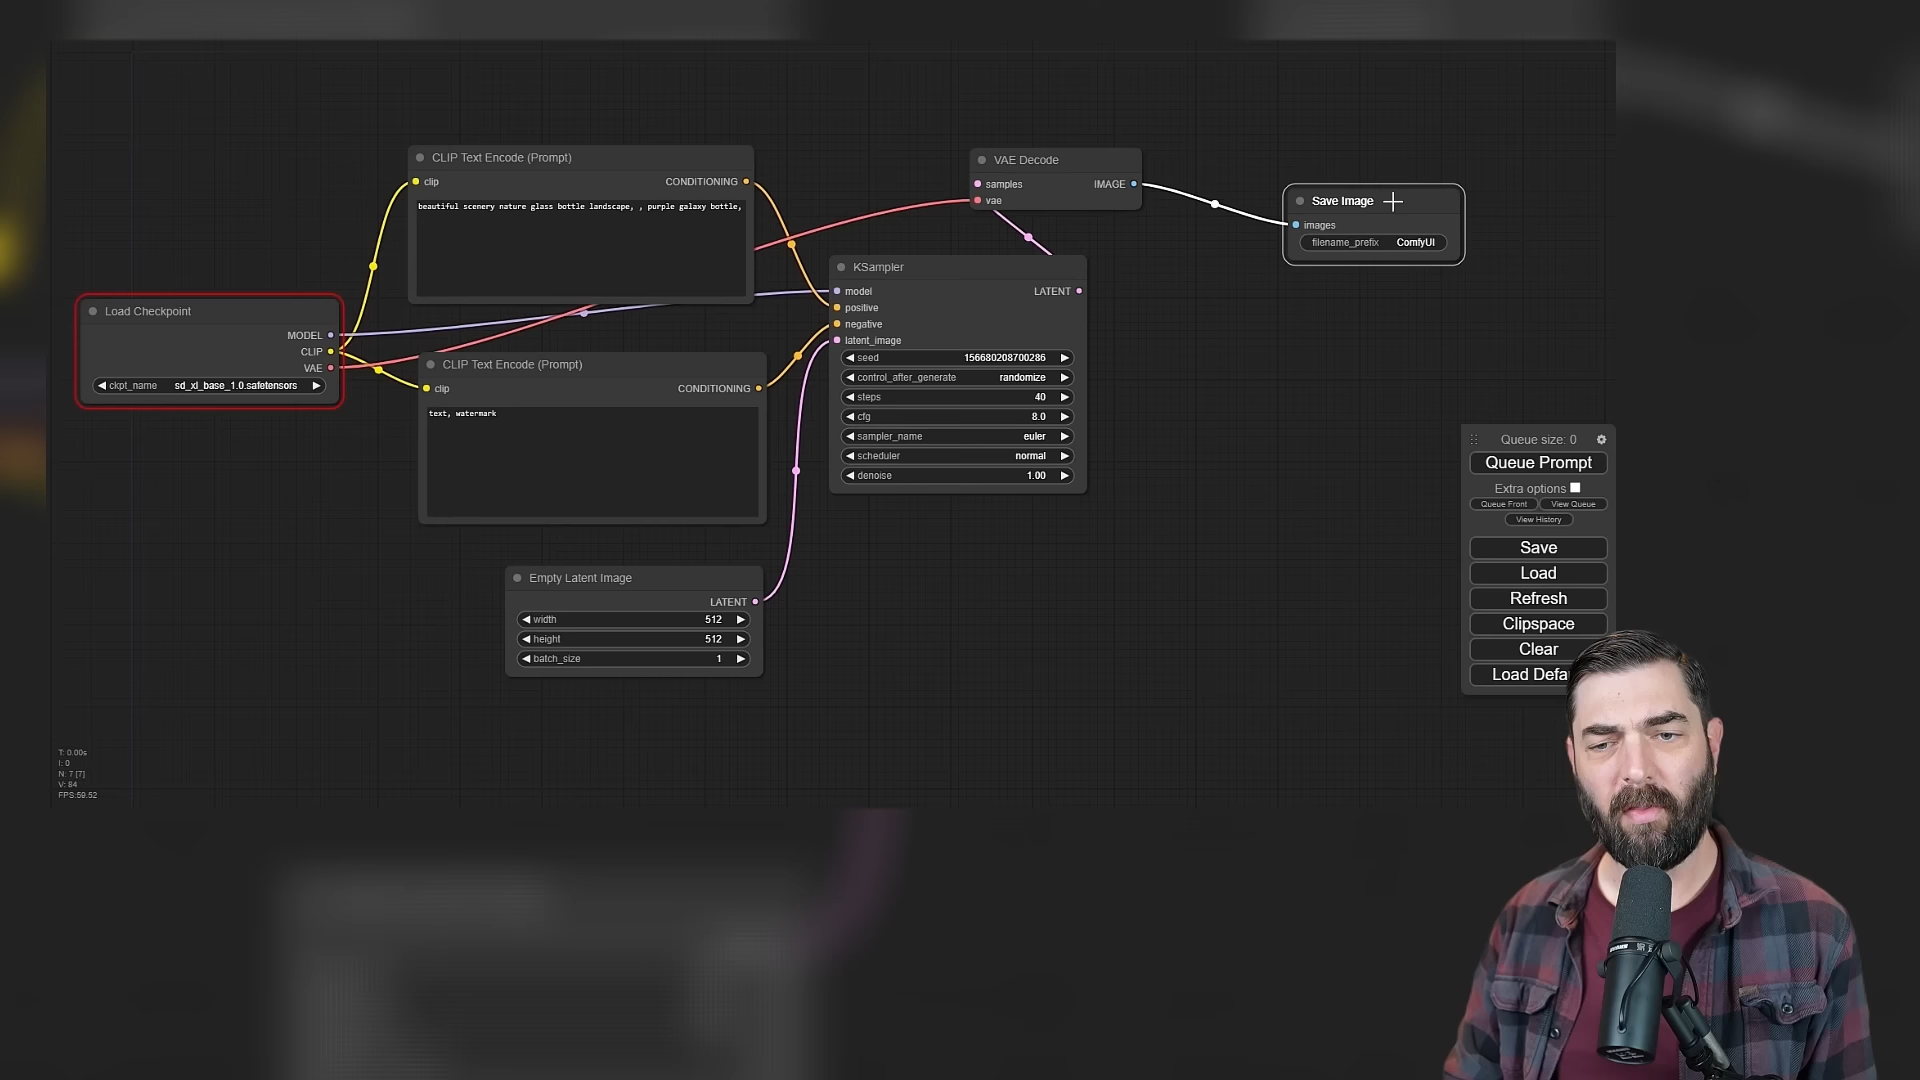 CLIP Text Encode (Prompt)
clip
CONDITIONING
beautiful scenery nature glass bottle landscape, , purple galaxy bottle,
VAE Decode
samples
IMAGE
vae
Save Image
images
filename_prefix
ComfyUI
KSampler
model
LATENT
positive
negative
latent_image
seed
156680208700286
control_after_generate
randomize
steps
40
cfg
8.0
sampler_name
euler
scheduler
normal
denoise
1.00
Load Checkpoint
MODEL
CLIP
VAE
ckpt_name
sd_xl_base_1.0.safetensors
CLIP Text Encode (Prompt)
clip
CONDITIONING
text, watermark
Empty Latent Image
LATENT
width
512
height
512
batch_size
1
Queue size: 0
Queue Prompt
Extra options
Queue Front
View Queue
View History
Save
Load
Refresh
Clipspace
Clear
Load Defa
T: 0.00s
I: 0
N: 7 [7]
V: 84
FPS:59.52